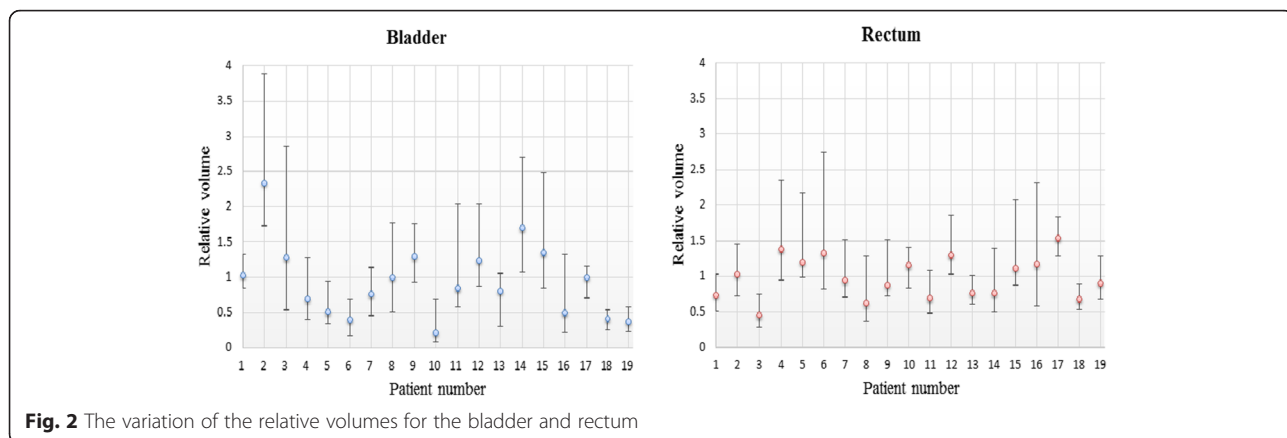 Bladder
Relative volume
4
3.5
3
2.5
2
1.5
1
0.5
0
1 2 3 4 5 6 7 8 9 10 11 12 13 14 15 16 17 18 19
Patient number
Rectum
Relative volume
4
3.5
3
2.5
2
1.5
1
0.5
0
1 2 3 4 5 6 7 8 9 10 11 12 13 14 15 16 17 18 19
Patient number
Fig. 2 The variation of the relative volumes for the bladder and rectum